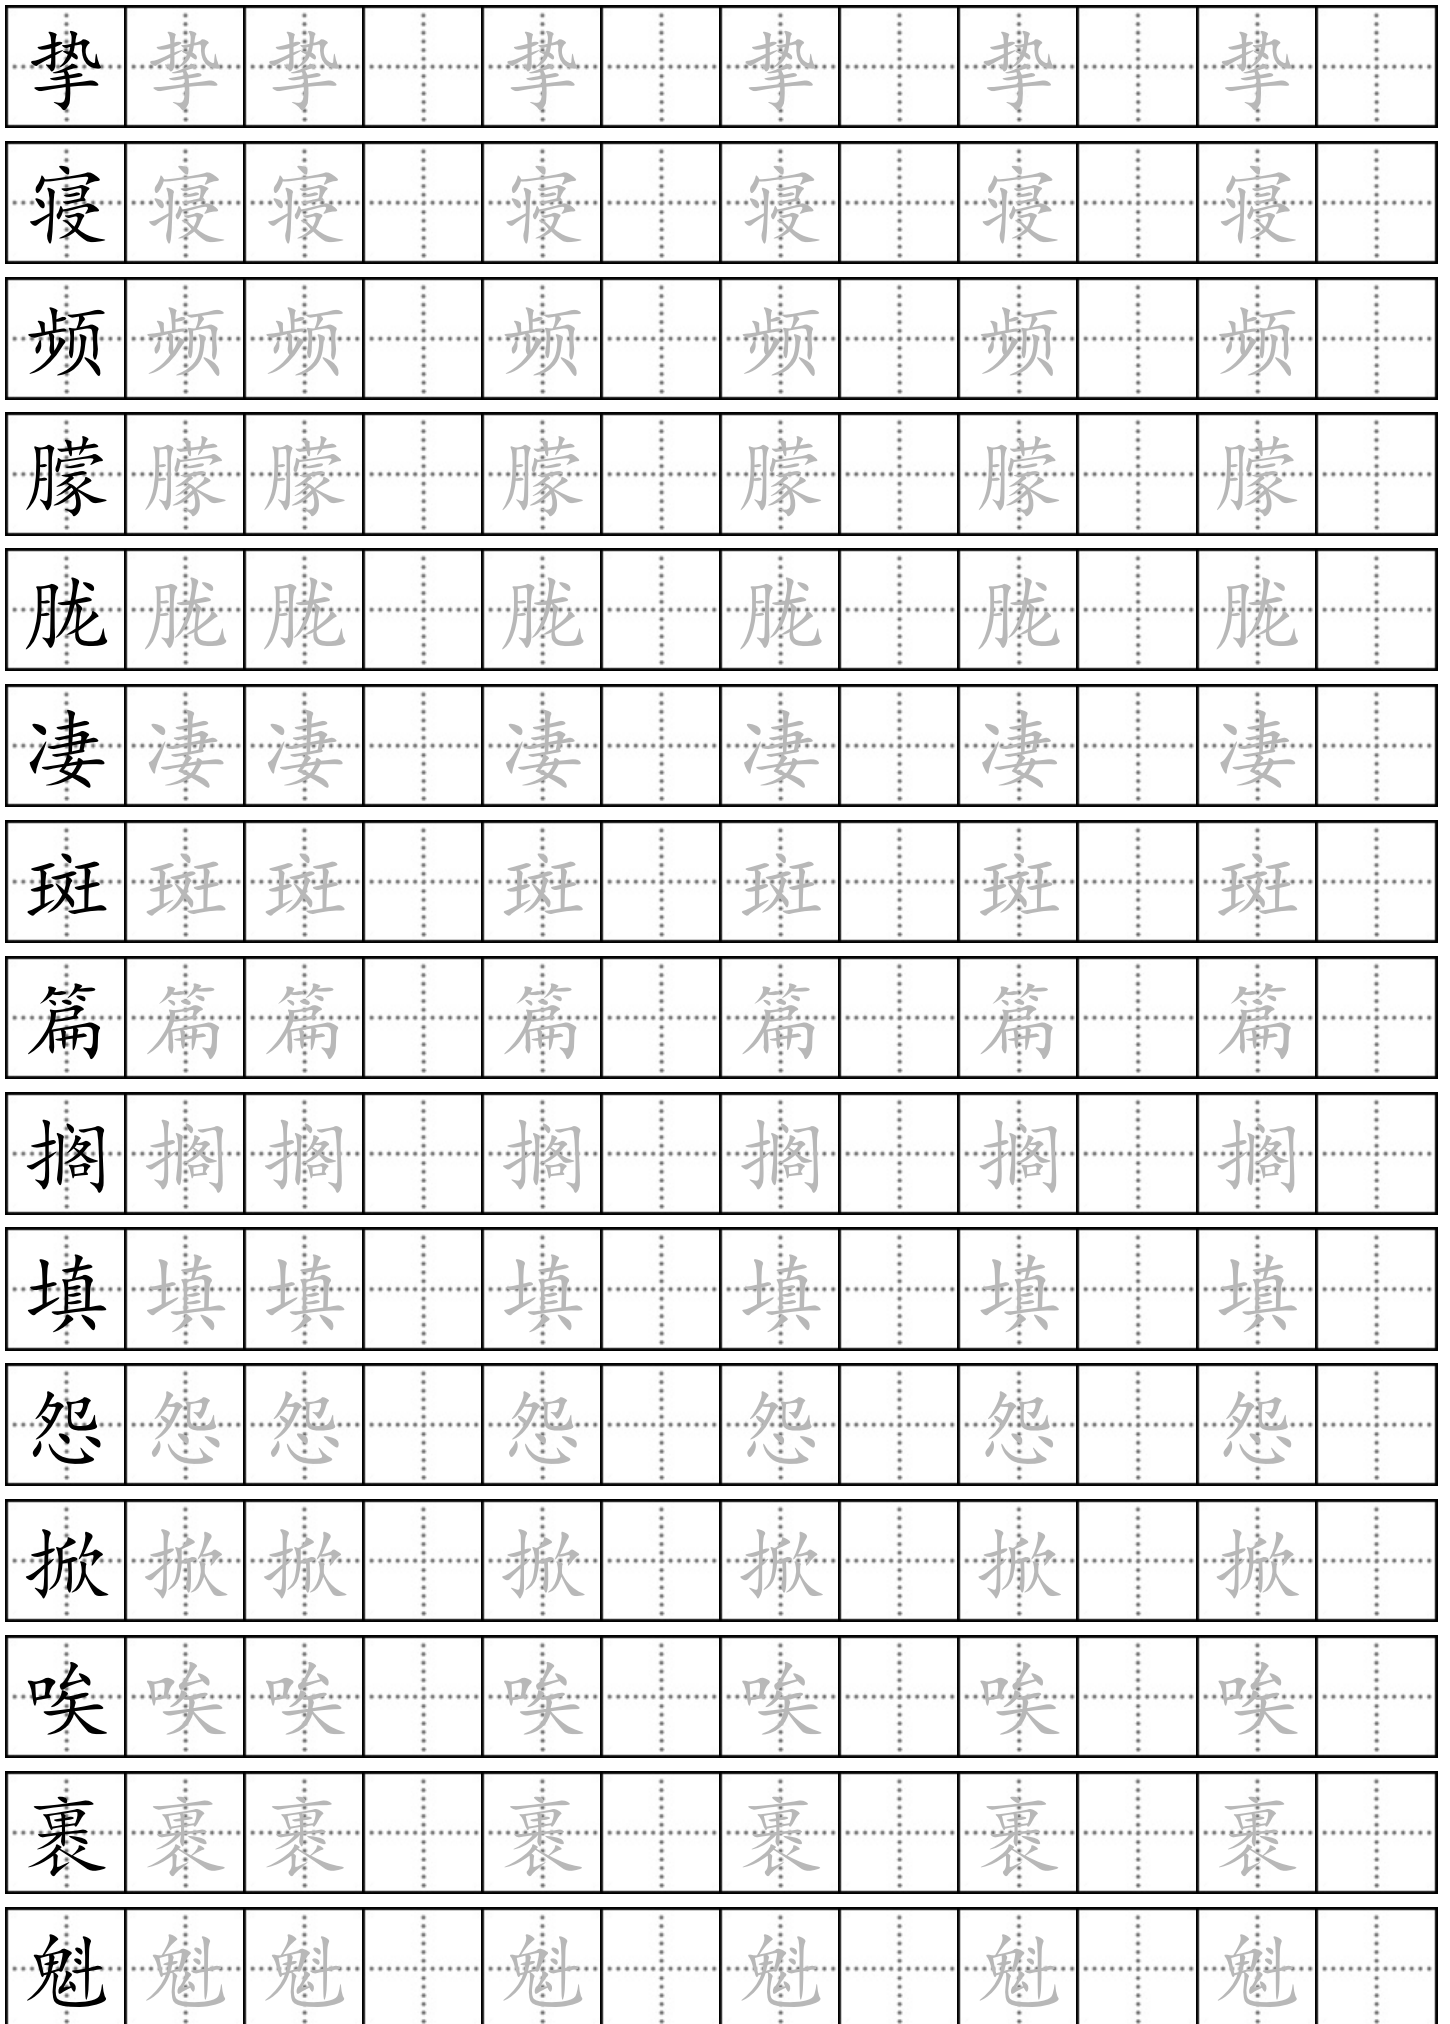 挚 挚 挚 挚 挚 挚 挚
寝 寝 寝 寝 寝 寝 寝
频 频 频 频 频 频 频
朦 朦 朦 朦 朦 朦 朦
胧 胧 胧 胧 胧 胧 胧
凄 凄 凄 凄 凄 凄 凄
斑 斑 斑 斑 斑 斑 斑
篇 篇 篇 篇 篇 篇 篇
搁 搁 搁 搁 搁 搁 搁
填 填 填 填 填 填 填
怨 怨 怨 怨 怨 怨 怨
掀 掀 掀 掀 掀 掀 掀
唉 唉 唉 唉 唉 唉 唉
裹 裹 裹 裹 裹 裹 裹
魁 魁 魁 魁 魁 魁 魁